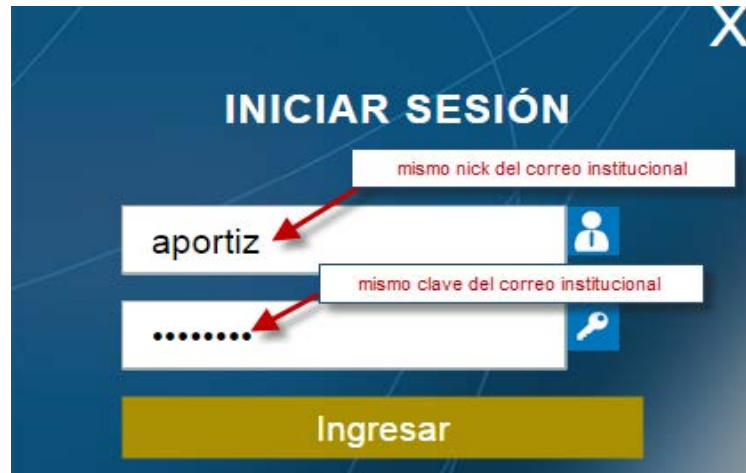 X
INICIAR SESIÓN
mismo nick del correo institucional
aportiz
mismo clave del correo institucional
••••••••
Ingresar